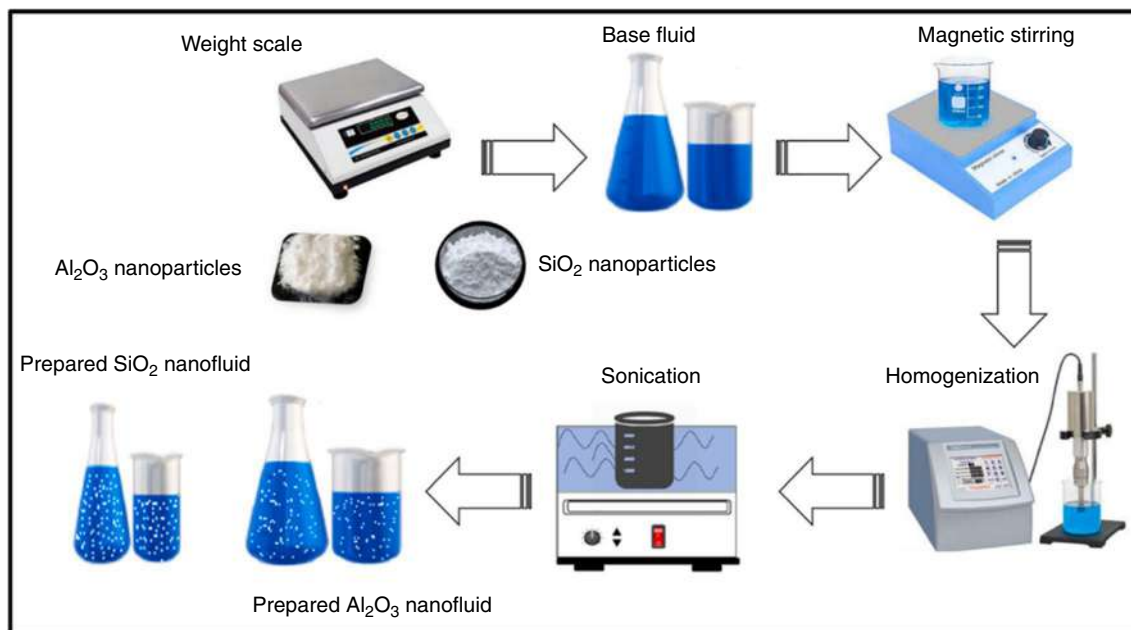 Weight scale
Base fluid
Magnetic stirring
Al₂O₃ nanoparticles
SiO₂ nanoparticles
Prepared SiO₂ nanofluid
Sonication
Homogenization
Prepared Al₂O₃ nanofluid